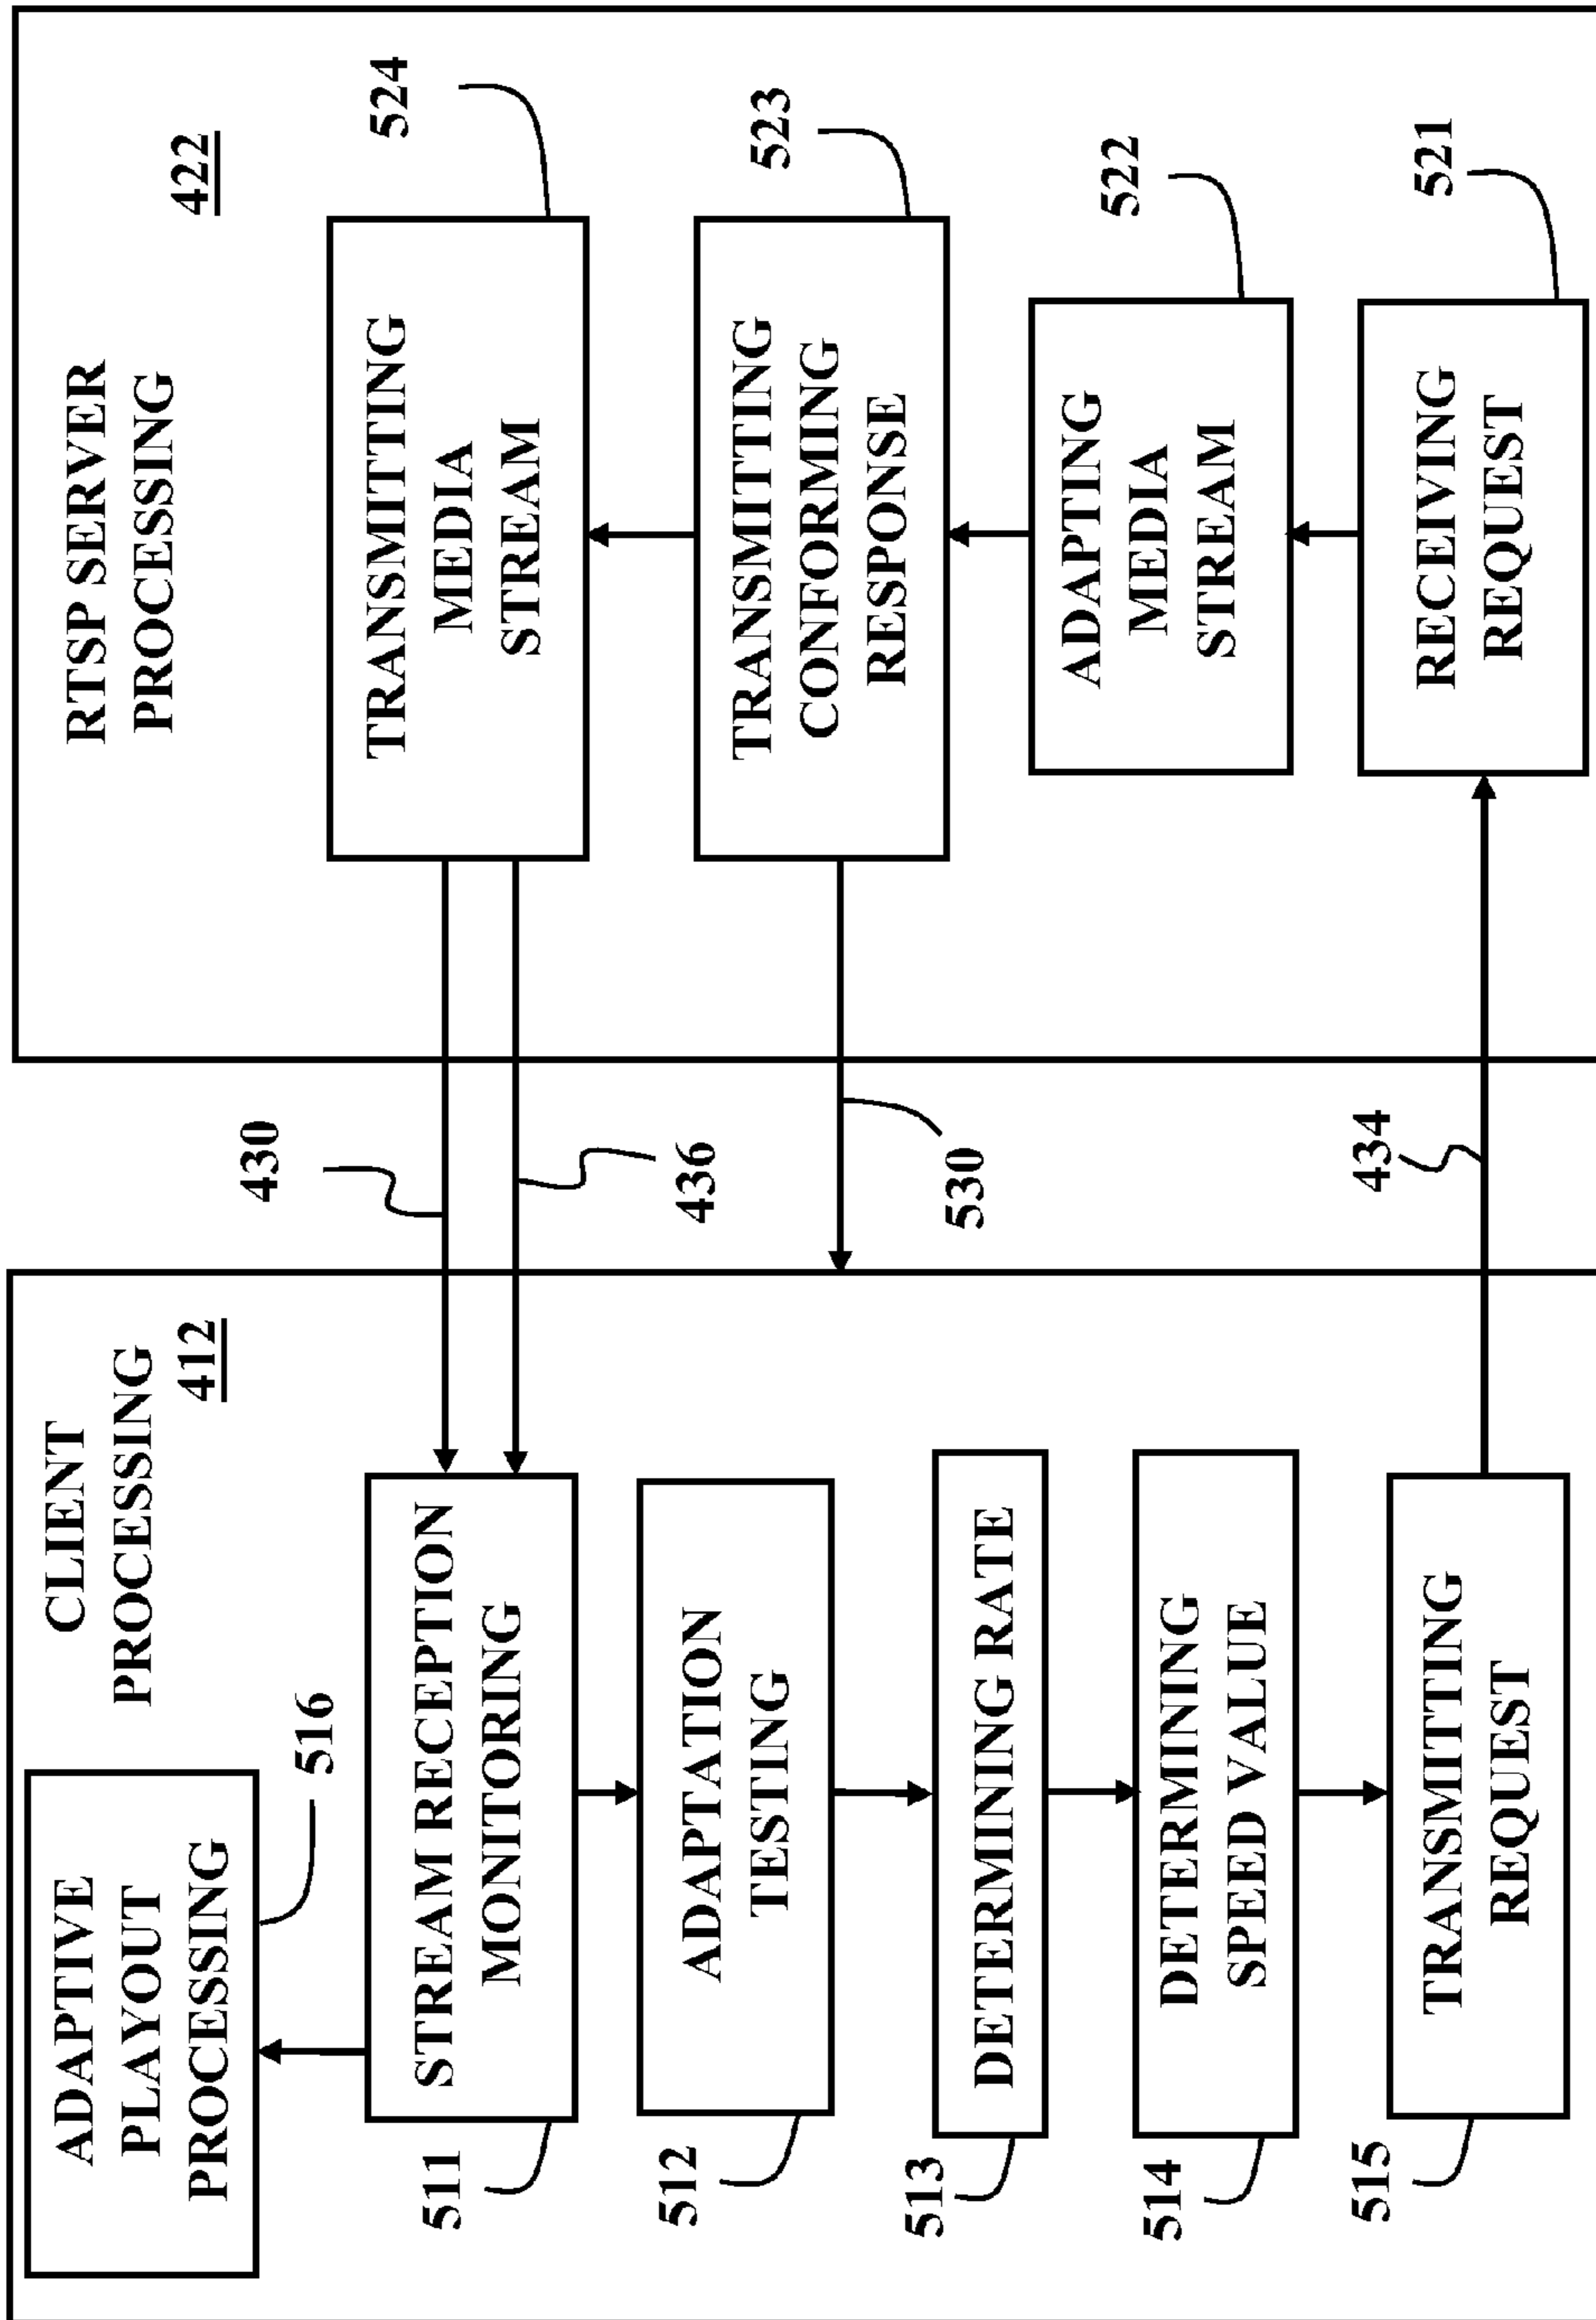 CLIENT
PROCESSING
412
ADAPTIVE
PLAYOUT
PROCESSING
516
STREAM RECEPTION
MONITORING
511
ADAPTATION
TESTING
512
DETERMINING RATE
513
DETERMINING
SPEED VALUE
514
TRANSMITTING
REQUEST
515
430
436
530
434
RTSP SERVER
PROCESSING
422
TRANSMITTING
MEDIA
STREAM
524
TRANSMITTING
CONFORMING
RESPONSE
523
ADAPTING
MEDIA
STREAM
522
RECEIVING
REQUEST
521